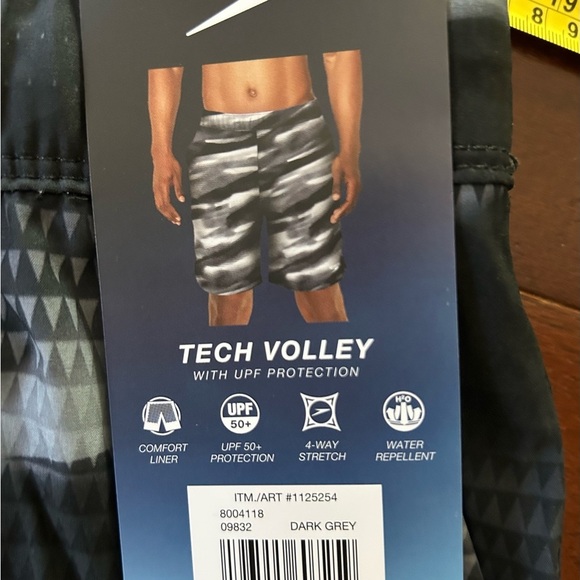 9
8 9
TECH VOLLEY
WITH UPF PROTECTION
UPF
50+
H²O
COMFORT
LINER
UPF 50+
PROTECTION
4-WAY
STRETCH
WATER
REPELLENT
ITM./ART #1125254
8004118
09832 DARK GREY